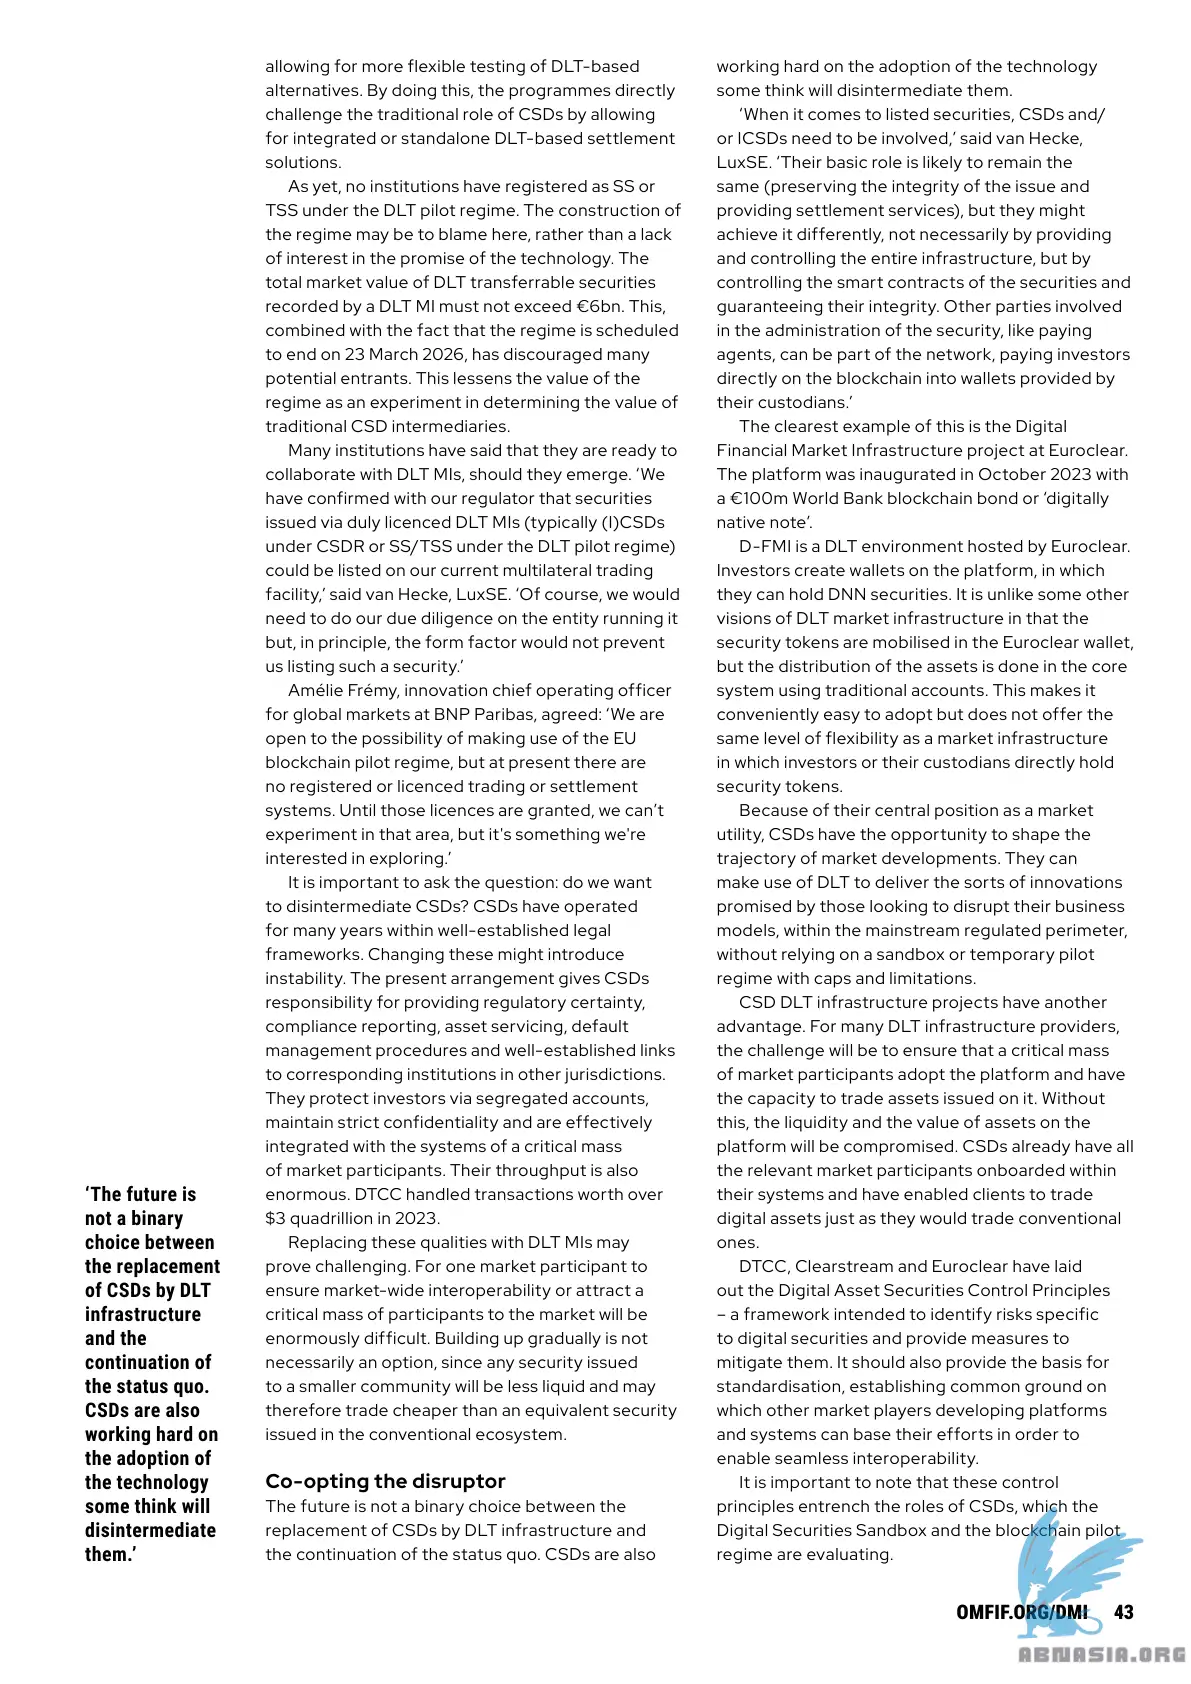 allowing for more flexible testing of DLT-based
alternatives. By doing this, the programmes directly
challenge the traditional role of CSDs by allowing
for integrated or standalone DLT-based settlement
solutions.
As yet, no institutions have registered as SS or
TSS under the DLT pilot regime. The construction of
the regime may be to blame here, rather than a lack
of interest in the promise of the technology. The
total market value of DLT transferrable securities
recorded by a DLT MI must not exceed €6bn. This,
combined with the fact that the regime is scheduled
to end on 23 March 2026, has discouraged many
potential entrants. This lessens the value of the
regime as an experiment in determining the value of
traditional CSD intermediaries.
Many institutions have said that they are ready to
collaborate with DLT MIs, should they emerge. ‘We
have confirmed with our regulator that securities
issued via duly licenced DLT MIs (typically (I)CSDs
under CSDR or SS/TSS under the DLT pilot regime)
could be listed on our current multilateral trading
facility,’ said van Hecke, LuxSE. ‘Of course, we would
need to do our due diligence on the entity running it
but, in principle, the form factor would not prevent
us listing such a security.’
Amélie Frémy, innovation chief operating officer
for global markets at BNP Paribas, agreed: ‘We are
open to the possibility of making use of the EU
blockchain pilot regime, but at present there are
no registered or licenced trading or settlement
systems. Until those licences are granted, we can’t
experiment in that area, but it's something we're
interested in exploring.’
It is important to ask the question: do we want
to disintermediate CSDs? CSDs have operated
for many years within well-established legal
frameworks. Changing these might introduce
instability. The present arrangement gives CSDs
responsibility for providing regulatory certainty,
compliance reporting, asset servicing, default
management procedures and well-established links
to corresponding institutions in other jurisdictions.
They protect investors via segregated accounts,
maintain strict confidentiality and are effectively
integrated with the systems of a critical mass
of market participants. Their throughput is also
enormous. DTCC handled transactions worth over
$3 quadrillion in 2023.
Replacing these qualities with DLT MIs may
prove challenging. For one market participant to
ensure market-wide interoperability or attract a
critical mass of participants to the market will be
enormously difficult. Building up gradually is not
necessarily an option, since any security issued
to a smaller community will be less liquid and may
therefore trade cheaper than an equivalent security
issued in the conventional ecosystem.
Co-opting the disruptor
The future is not a binary choice between the
replacement of CSDs by DLT infrastructure and
the continuation of the status quo. CSDs are also
working hard on the adoption of the technology
some think will disintermediate them.
‘When it comes to listed securities, CSDs and/
or ICSDs need to be involved,’ said van Hecke,
LuxSE. ‘Their basic role is likely to remain the
same (preserving the integrity of the issue and
providing settlement services), but they might
achieve it differently, not necessarily by providing
and controlling the entire infrastructure, but by
controlling the smart contracts of the securities and
guaranteeing their integrity. Other parties involved
in the administration of the security, like paying
agents, can be part of the network, paying investors
directly on the blockchain into wallets provided by
their custodians.’
The clearest example of this is the Digital
Financial Market Infrastructure project at Euroclear.
The platform was inaugurated in October 2023 with
a €100m World Bank blockchain bond or ‘digitally
native note’.
D-FMI is a DLT environment hosted by Euroclear.
Investors create wallets on the platform, in which
they can hold DNN securities. It is unlike some other
visions of DLT market infrastructure in that the
security tokens are mobilised in the Euroclear wallet,
but the distribution of the assets is done in the core
system using traditional accounts. This makes it
conveniently easy to adopt but does not offer the
same level of flexibility as a market infrastructure
in which investors or their custodians directly hold
security tokens.
Because of their central position as a market
utility, CSDs have the opportunity to shape the
trajectory of market developments. They can
make use of DLT to deliver the sorts of innovations
promised by those looking to disrupt their business
models, within the mainstream regulated perimeter,
without relying on a sandbox or temporary pilot
regime with caps and limitations.
CSD DLT infrastructure projects have another
advantage. For many DLT infrastructure providers,
the challenge will be to ensure that a critical mass
of market participants adopt the platform and have
the capacity to trade assets issued on it. Without
this, the liquidity and the value of assets on the
platform will be compromised. CSDs already have all
the relevant market participants onboarded within
their systems and have enabled clients to trade
digital assets just as they would trade conventional
ones.
DTCC, Clearstream and Euroclear have laid
out the Digital Asset Securities Control Principles
– a framework intended to identify risks specific
to digital securities and provide measures to
mitigate them. It should also provide the basis for
standardisation, establishing common ground on
which other market players developing platforms
and systems can base their efforts in order to
enable seamless interoperability.
It is important to note that these control
principles entrench the roles of CSDs, which the
Digital Securities Sandbox and the blockchain pilot
regime are evaluating.
‘The future is
not a binary
choice between
the replacement
of CSDs by DLT
infrastructure
and the
continuation of
the status quo.
CSDs are also
working hard on
the adoption of
the technology
some think will
disintermediate
them.’
OMFIF.ORG/DMI 43
ABNASIA.ORG